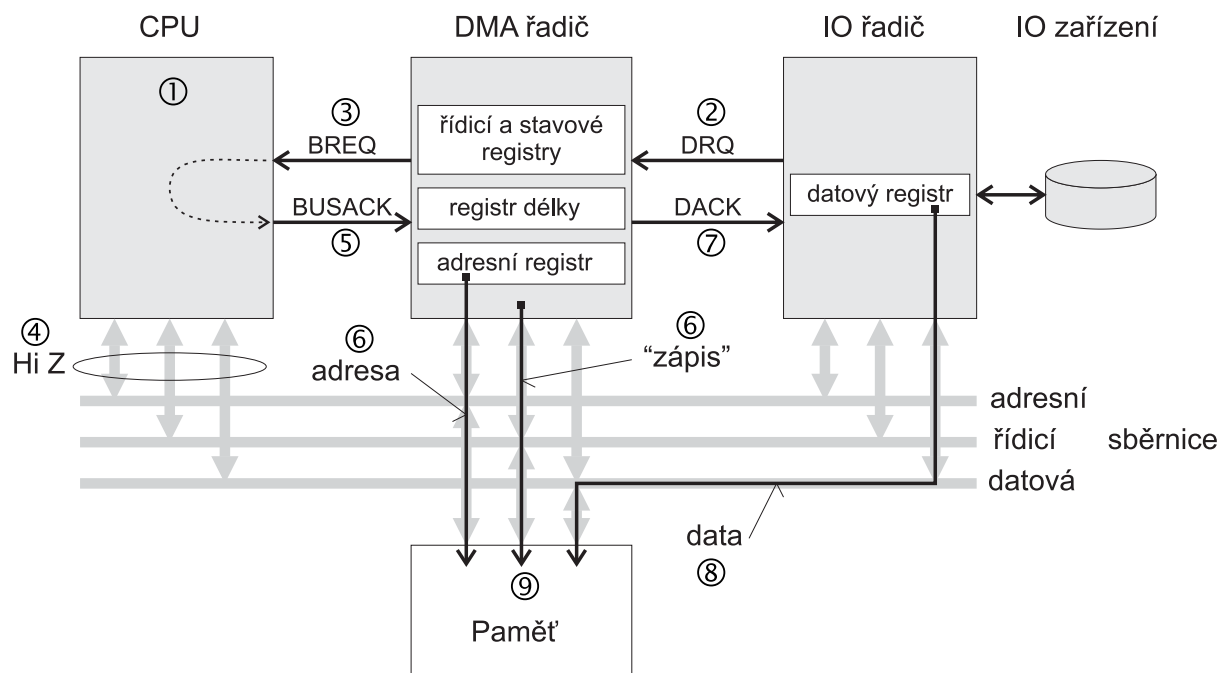 CPU
DMA řadič
IO řadič
IO zařízení
①
③
BREQ
řídicí a stavové
registry
②
DRQ
datový registr
BUSACK
⑤
registr délky
DACK
⑦
adresní registr
④
Hi Z
⑥
adresa
⑥
“zápis”
adresní
řídicí
sběrnice
datová
data
⑧
⑨
Paměť